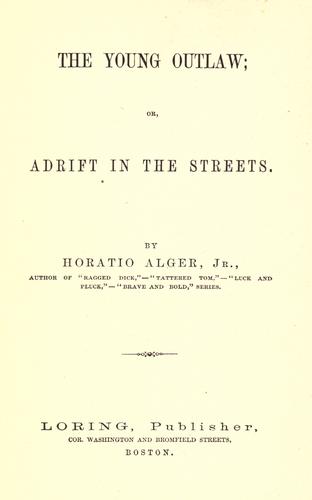 THE YOUNG OUTLAW;
OR,
ADRIFT IN THE STREETS.
BY
HORATIO ALGER, JR.,
AUTHOR OF "RAGGED DICK,"—"TATTERED TOM,"—"LUCK AND
PLUCK,"—"BRAVE AND BOLD," SERIES.
LORING, Publisher,
COR. WASHINGTON AND BROMFIELD STREETS,
BOSTON.